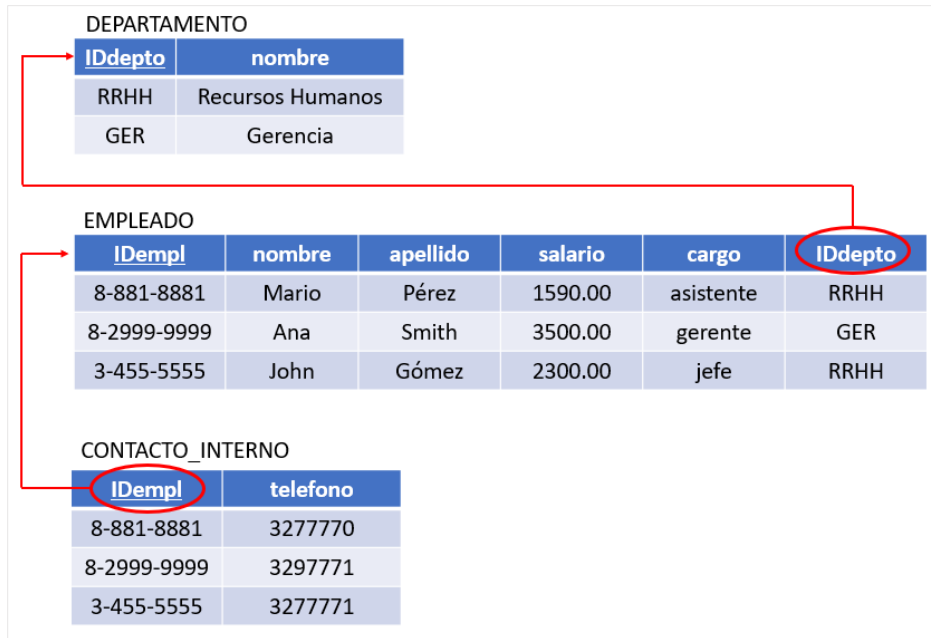 DEPARTAMENTO
IDdepto nombre
RRHH Recursos Humanos
GER Gerencia
EMPLEADO
IDempl nombre apellido salario cargo IDdepto
8-881-8881 Mario Pérez 1590.00 asistente RRHH
8-2999-9999 Ana Smith 3500.00 gerente GER
3-455-5555 John Gómez 2300.00 jefe RRHH
CONTACTO_INTERNO
IDempl telefono
8-881-8881 3277770
8-2999-9999 3297771
3-455-5555 3277771